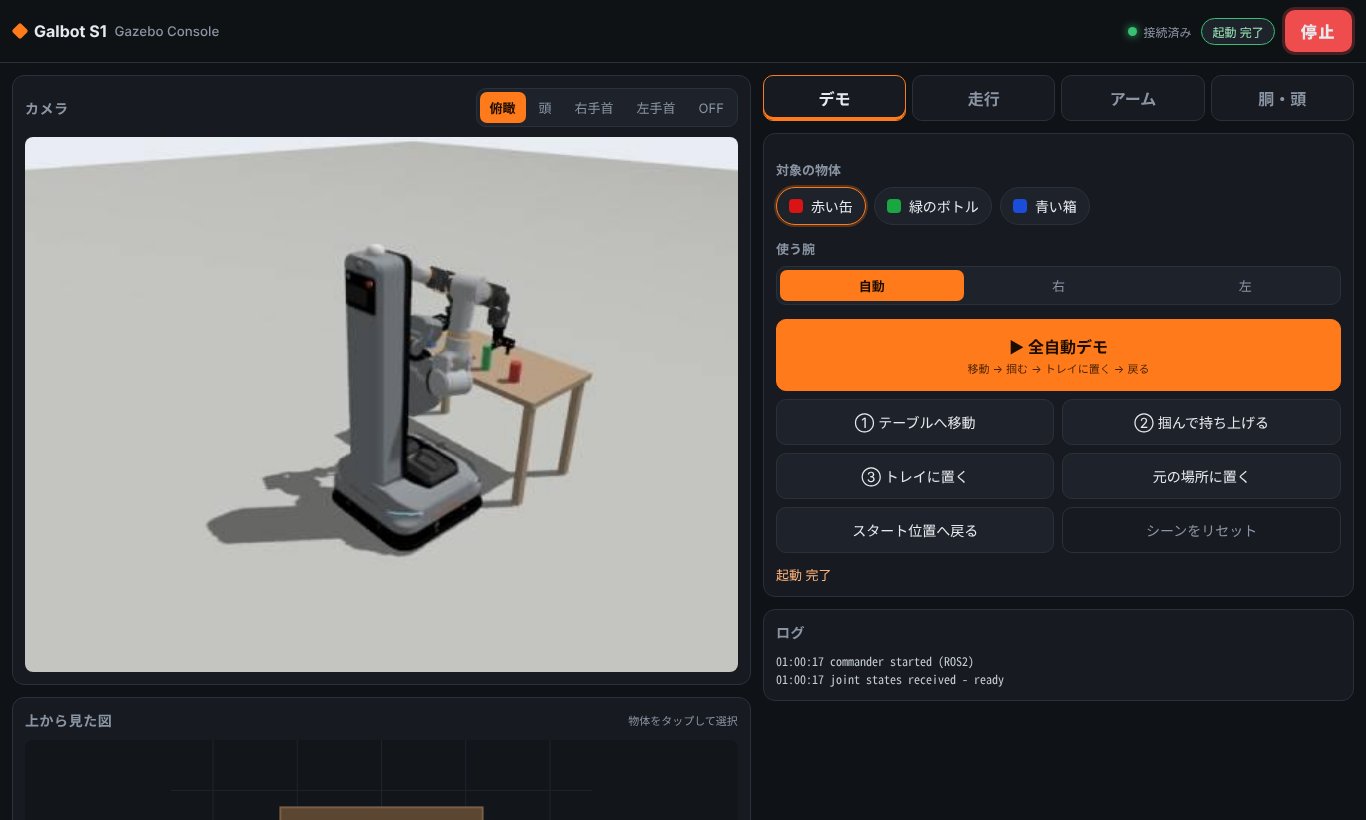 Galbot S1 Gazebo Console
接続済み
起動 完了
停止
カメラ
俯瞰 頭 右手首 左手首 OFF
上から見た図
物体をタップして選択
デモ 走行 アーム 胴・頭
対象の物体
赤い缶 緑のボトル 青い箱
使う腕
自動 右 左
▶ 全自動デモ
移動 → 掴む → トレイに置く → 戻る
① テーブルへ移動
② 掴んで持ち上げる
③ トレイに置く
元の場所に置く
スタート位置へ戻る
シーンをリセット
起動 完了
ログ
01:00:17 commander started (ROS2)
01:00:17 joint states received - ready